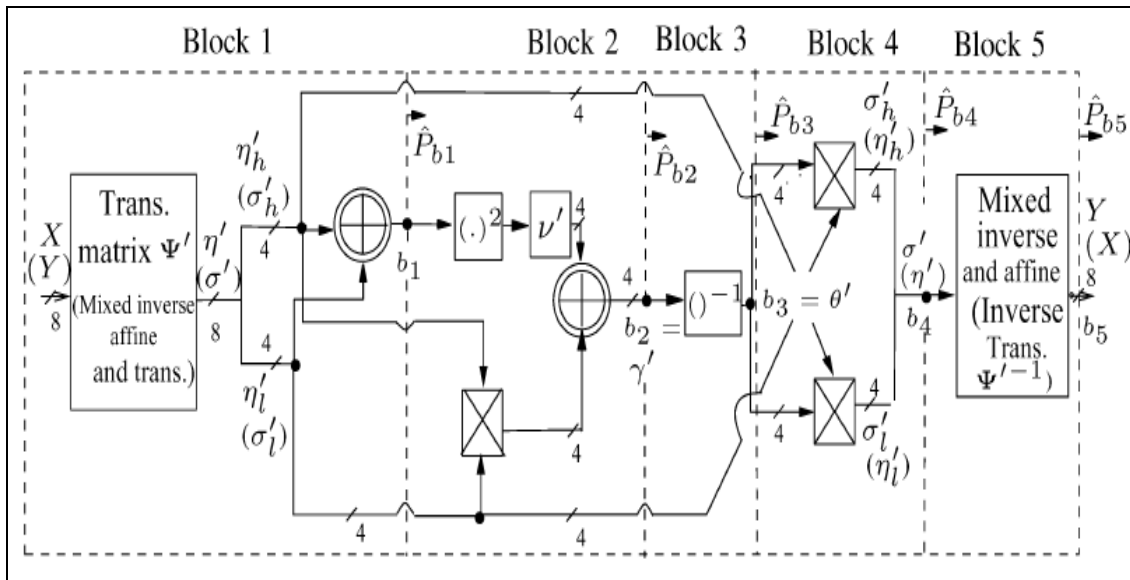 Block 1
Block 2
Block 3
Block 4
Block 5
X
(Y)
8
Trans.
matrix Ψ′
(Mixed inverse
affine
and trans.)
η′
(σ′)
8
η′h
(σ′h)
4
4
η′l
(σ′l)
b1
P̂b1
(.)²
ν′
4
4
4
4
4
4
b2 =
γ′
P̂b2
()⁻¹
b3 = θ′
P̂b3
4
4
σ′h
(η′h)
4
4
σ′l
(η′l)
σ′
(η′)
b4
P̂b4
Mixed
inverse
and affine
(Inverse
Trans.
Ψ′⁻¹)
P̂b5
Y
(X)
8
b5